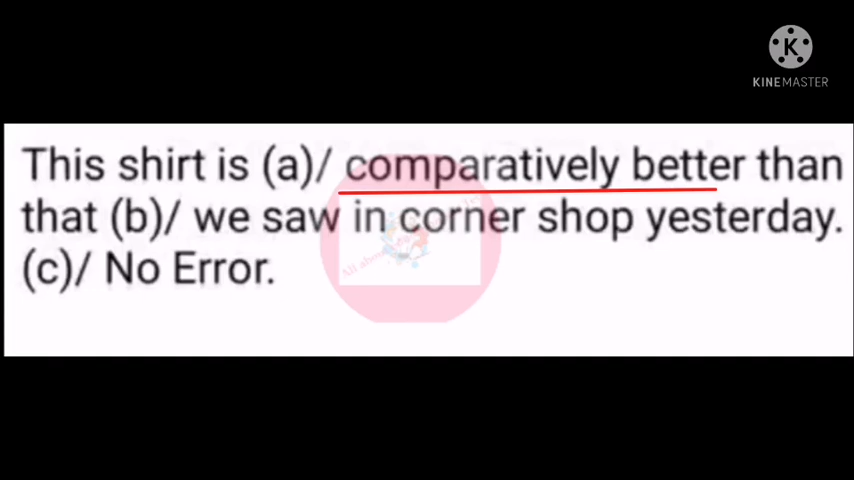 K
KINEMASTER
This shirt is (a)/ comparatively better than
that (b)/ we saw in corner shop yesterday.
(c)/ No Error.